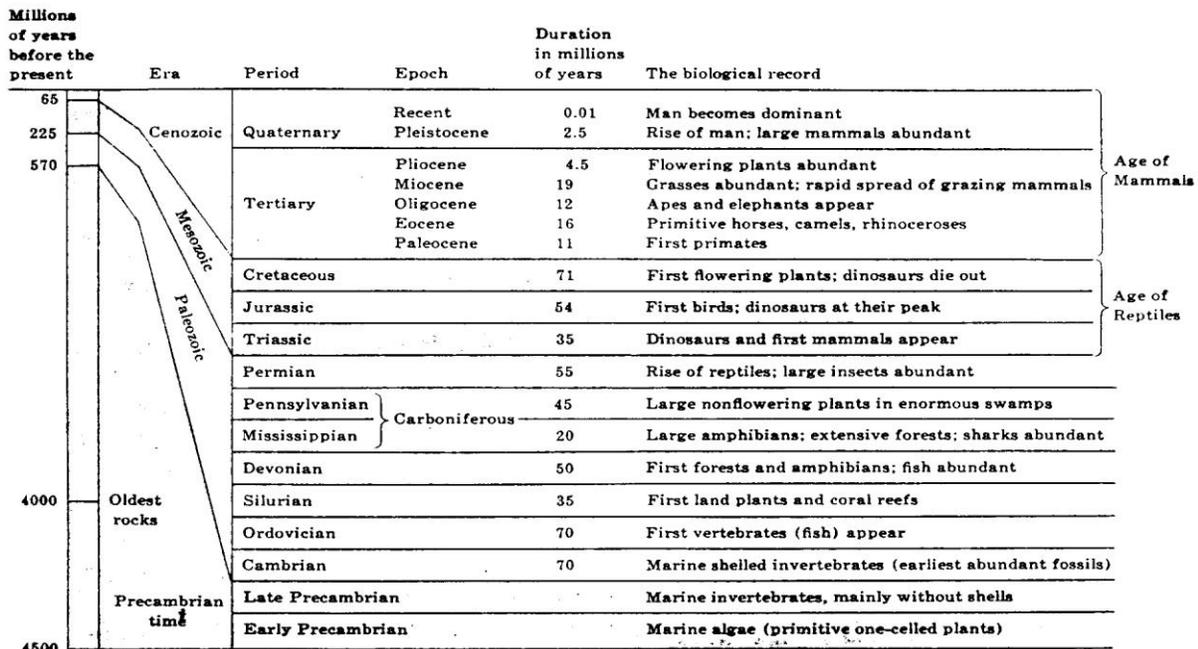 Millions
of years
before the
present
Era
Period
Epoch
Duration
in millions
of years
The biological record
65
225
570
4000
4500
Cenozoic
Mesozoic
Paleozoic
Oldest
rocks
Precambrian
time
Quaternary
Recent 0.01 Man becomes dominant
Pleistocene 2.5 Rise of man; large mammals abundant
Tertiary
Pliocene 4.5 Flowering plants abundant
Miocene 19 Grasses abundant; rapid spread of grazing mammals
Oligocene 12 Apes and elephants appear
Eocene 16 Primitive horses, camels, rhinoceroses
Paleocene 11 First primates
Age of
Mammals
Cretaceous 71 First flowering plants; dinosaurs die out
Jurassic 54 First birds; dinosaurs at their peak
Triassic 35 Dinosaurs and first mammals appear
Age of
Reptiles
Permian 55 Rise of reptiles; large insects abundant
Pennsylvanian 45 Large nonflowering plants in enormous swamps
Carboniferous
Mississippian 20 Large amphibians; extensive forests; sharks abundant
Devonian 50 First forests and amphibians; fish abundant
Silurian 35 First land plants and coral reefs
Ordovician 70 First vertebrates (fish) appear
Cambrian 70 Marine shelled invertebrates (earliest abundant fossils)
Late Precambrian Marine invertebrates, mainly without shells
Early Precambrian Marine algae (primitive one-celled plants)